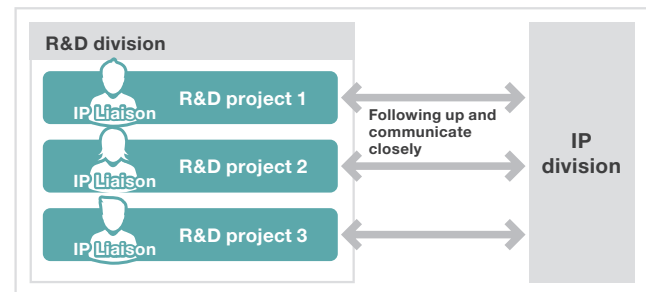 R&D division
IP Liaison
R&D project 1
Following up and
communicate
closely
IP Liaison
R&D project 2
IP
division
IP Liaison
R&D project 3